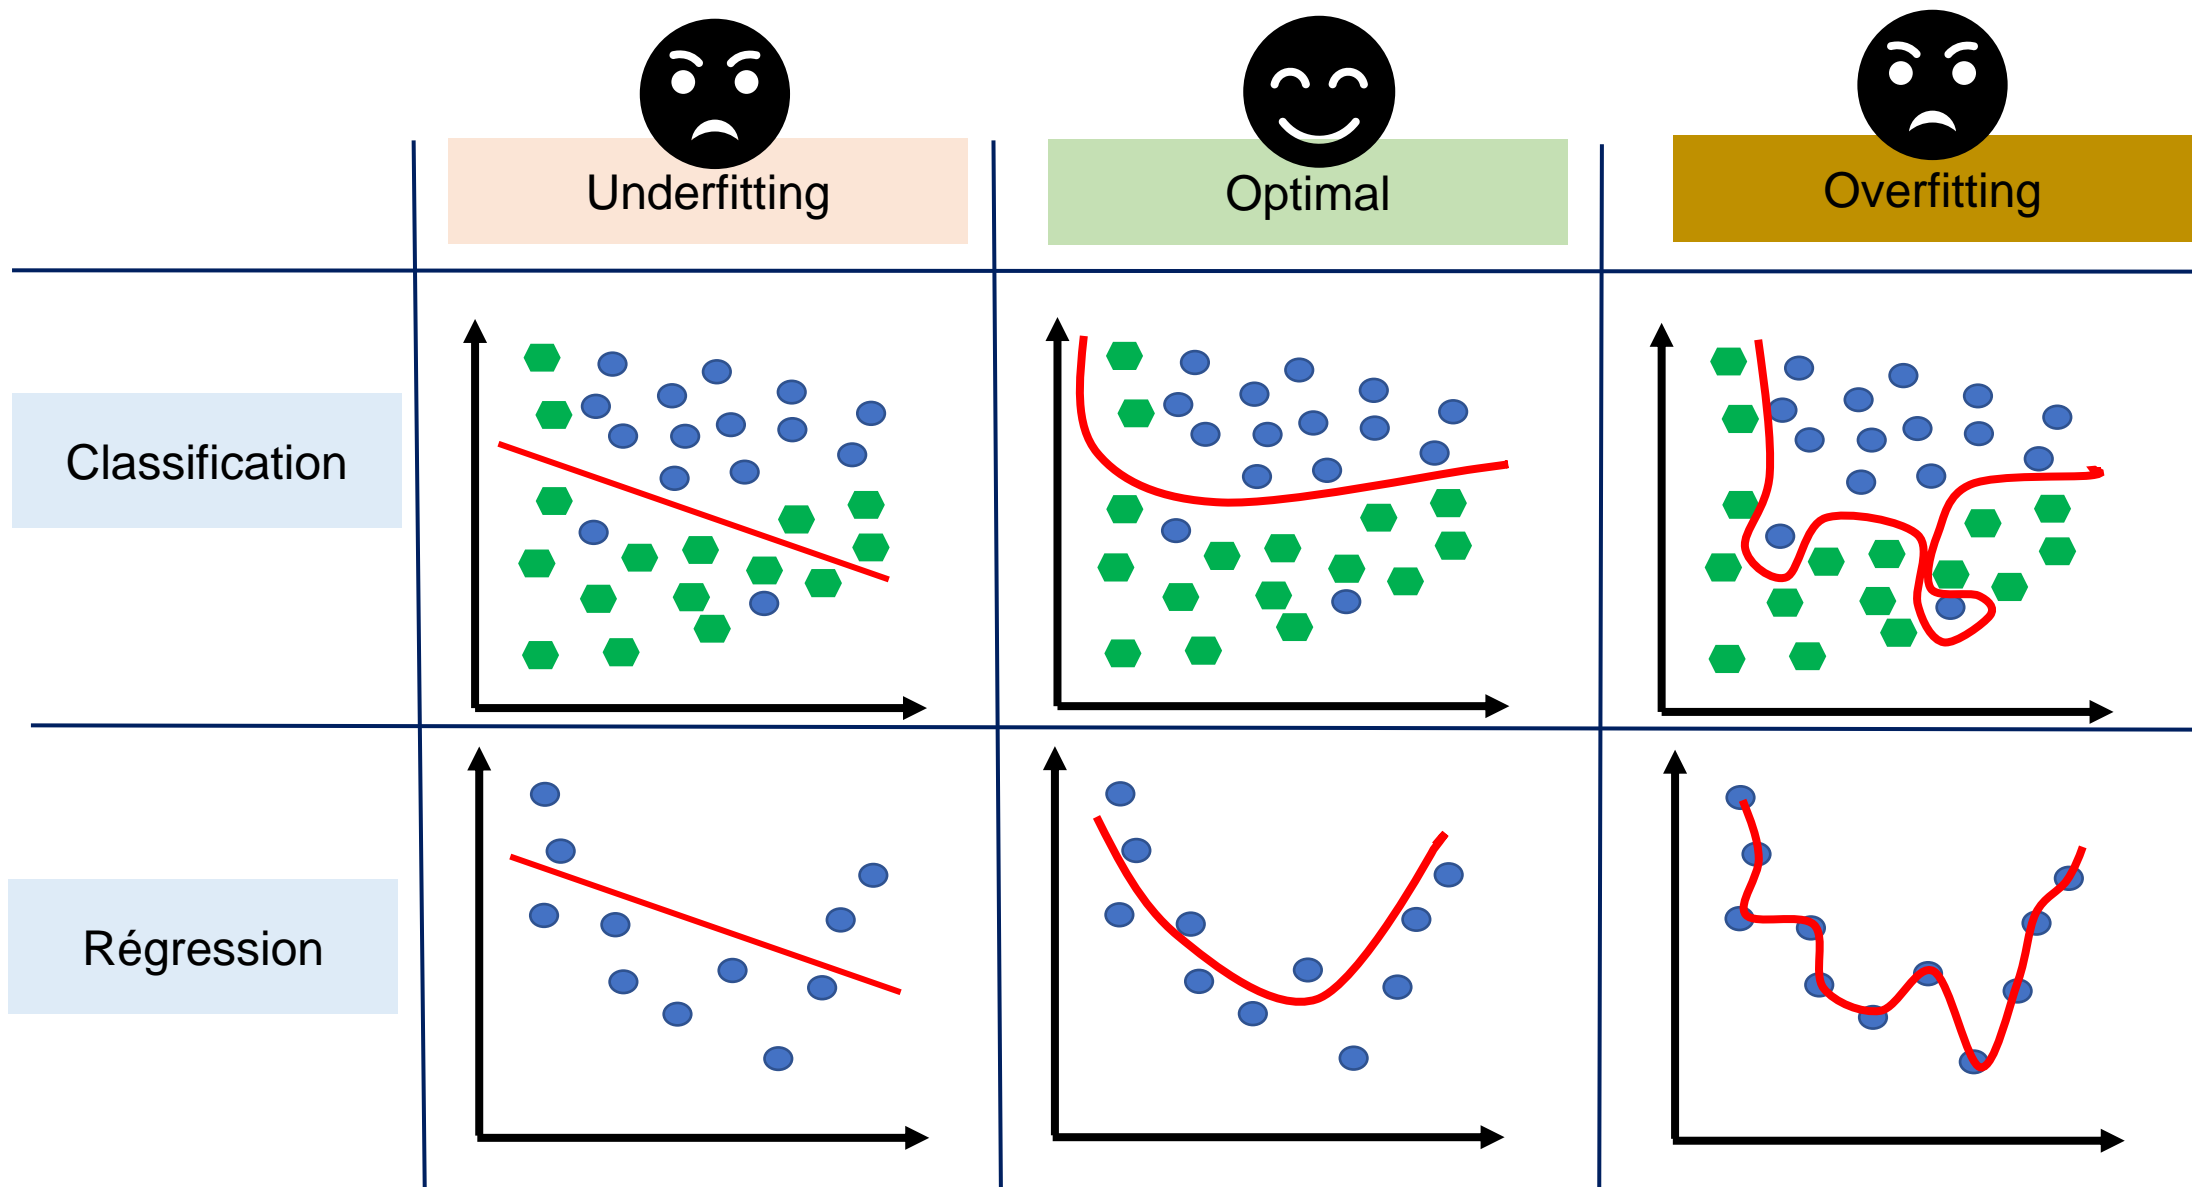 Underfitting
Optimal
Overfitting
Classification
Régression